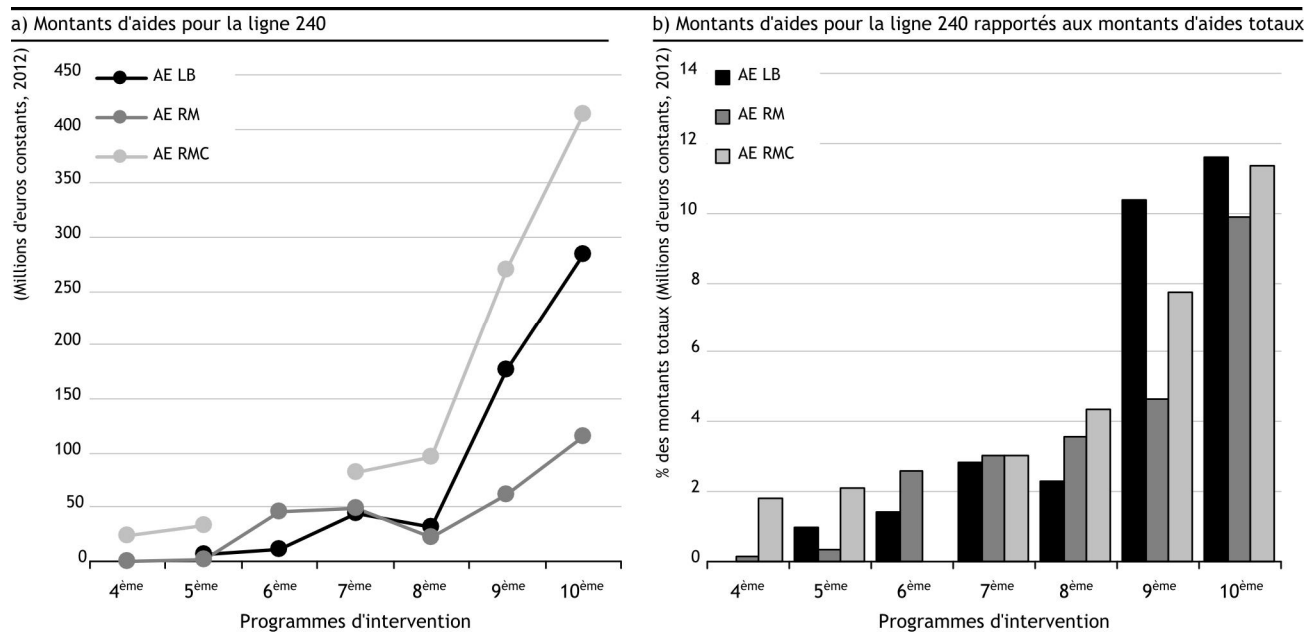 a) Montants d'aides pour la ligne 240
(Millions d'euros constants, 2012)
450
400
350
300
250
200
150
100
50
0
AE LB
AE RM
AE RMC
4ème 5ème 6ème 7ème 8ème 9ème 10ème
Programmes d'intervention
b) Montants d'aides pour la ligne 240 rapportés aux montants d'aides totaux
% des montants totaux (Millions d'euros constants, 2012)
14
12
10
8
6
4
2
0
AE LB
AE RM
AE RMC
4ème 5ème 6ème 7ème 8ème 9ème 10ème
Programmes d'intervention